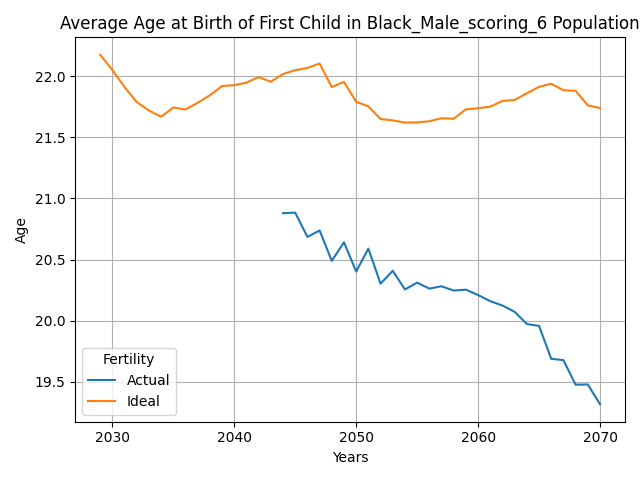 Average Age at Birth of First Child in Black_Male_scoring_6 Population
Age
22.0
21.5
21.0
20.5
20.0
19.5
Fertility
Actual
Ideal
2030
2040
2050
2060
2070
Years